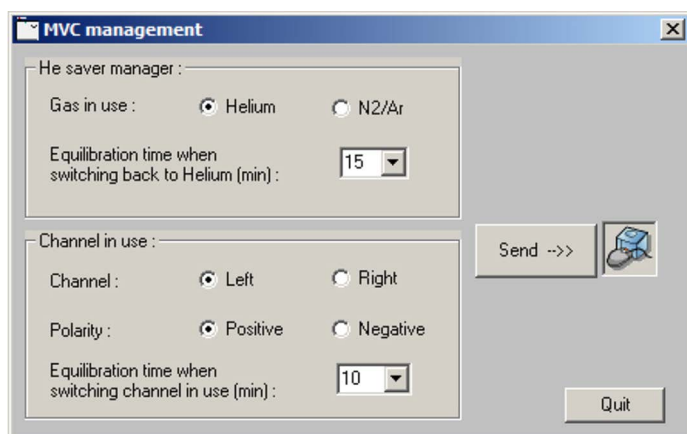 MVC management
He saver manager :
Gas in use :
Helium
N2/Ar
Equilibration time when
switching back to Helium (min) :
15
Channel in use :
Channel :
Left
Right
Polarity :
Positive
Negative
Equilibration time when
switching channel in use (min) :
10
Send -->>
Quit